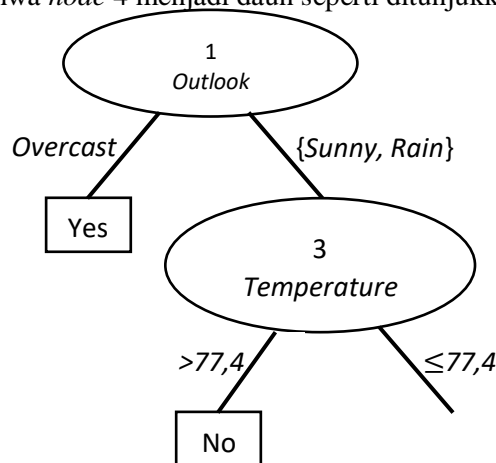 node 4 menjadi daun seperti ditunjukk
1
Outlook
Overcast
{Sunny, Rain}
Yes
3
Temperature
>77,4
≤77,4
No